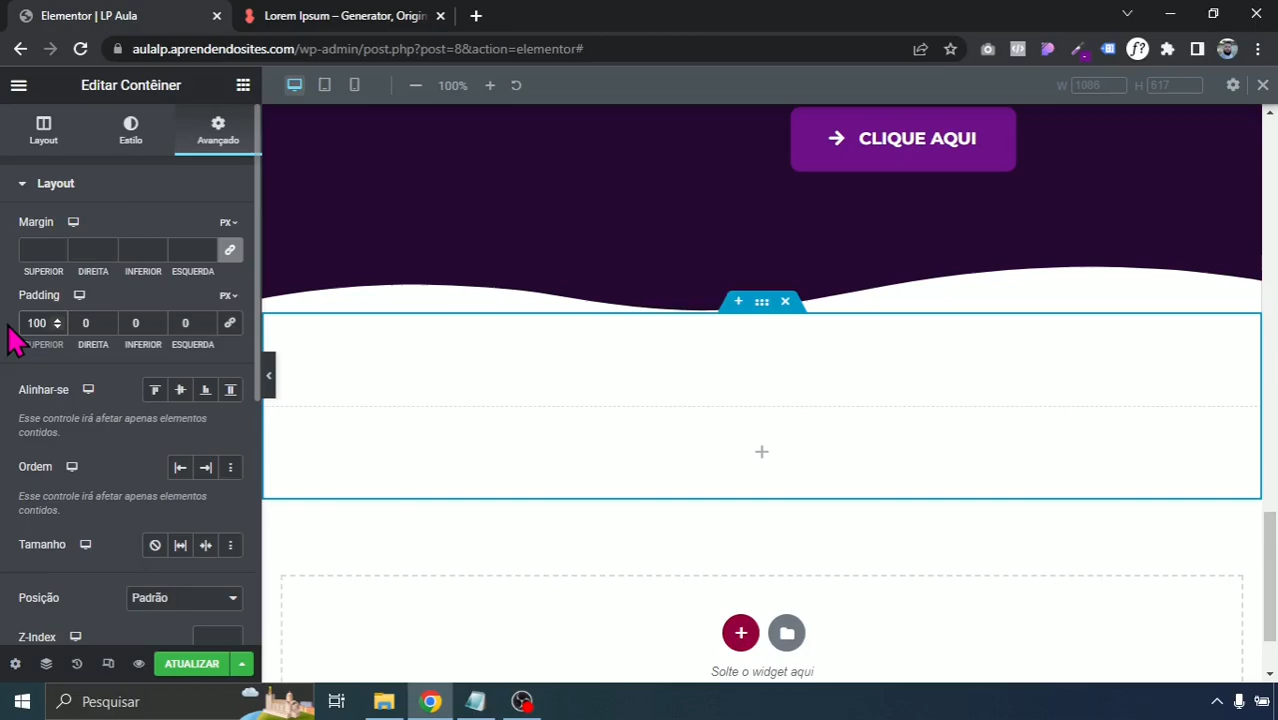 Elementor | LP Aula
Lorem Ipsum – Generator, Origin
aulalp.aprendendosites.com/wp-admin/post.php?post=8&action=elementor#
Editar Contêiner
100%
W 1086
H 617
Layout
Estilo
Avançado
Layout
Margin
PX
SUPERIOR DIREITA INFERIOR ESQUERDA
Padding
PX
100 0 0 0
SUPERIOR DIREITA INFERIOR ESQUERDA
Alinhar-se
Esse controle irá afetar apenas elementos
contidos.
Ordem
Esse controle irá afetar apenas elementos
contidos.
Tamanho
Posição
Padrão
Z-Index
ATUALIZAR
CLIQUE AQUI
Solte o widget aqui
Pesquisar